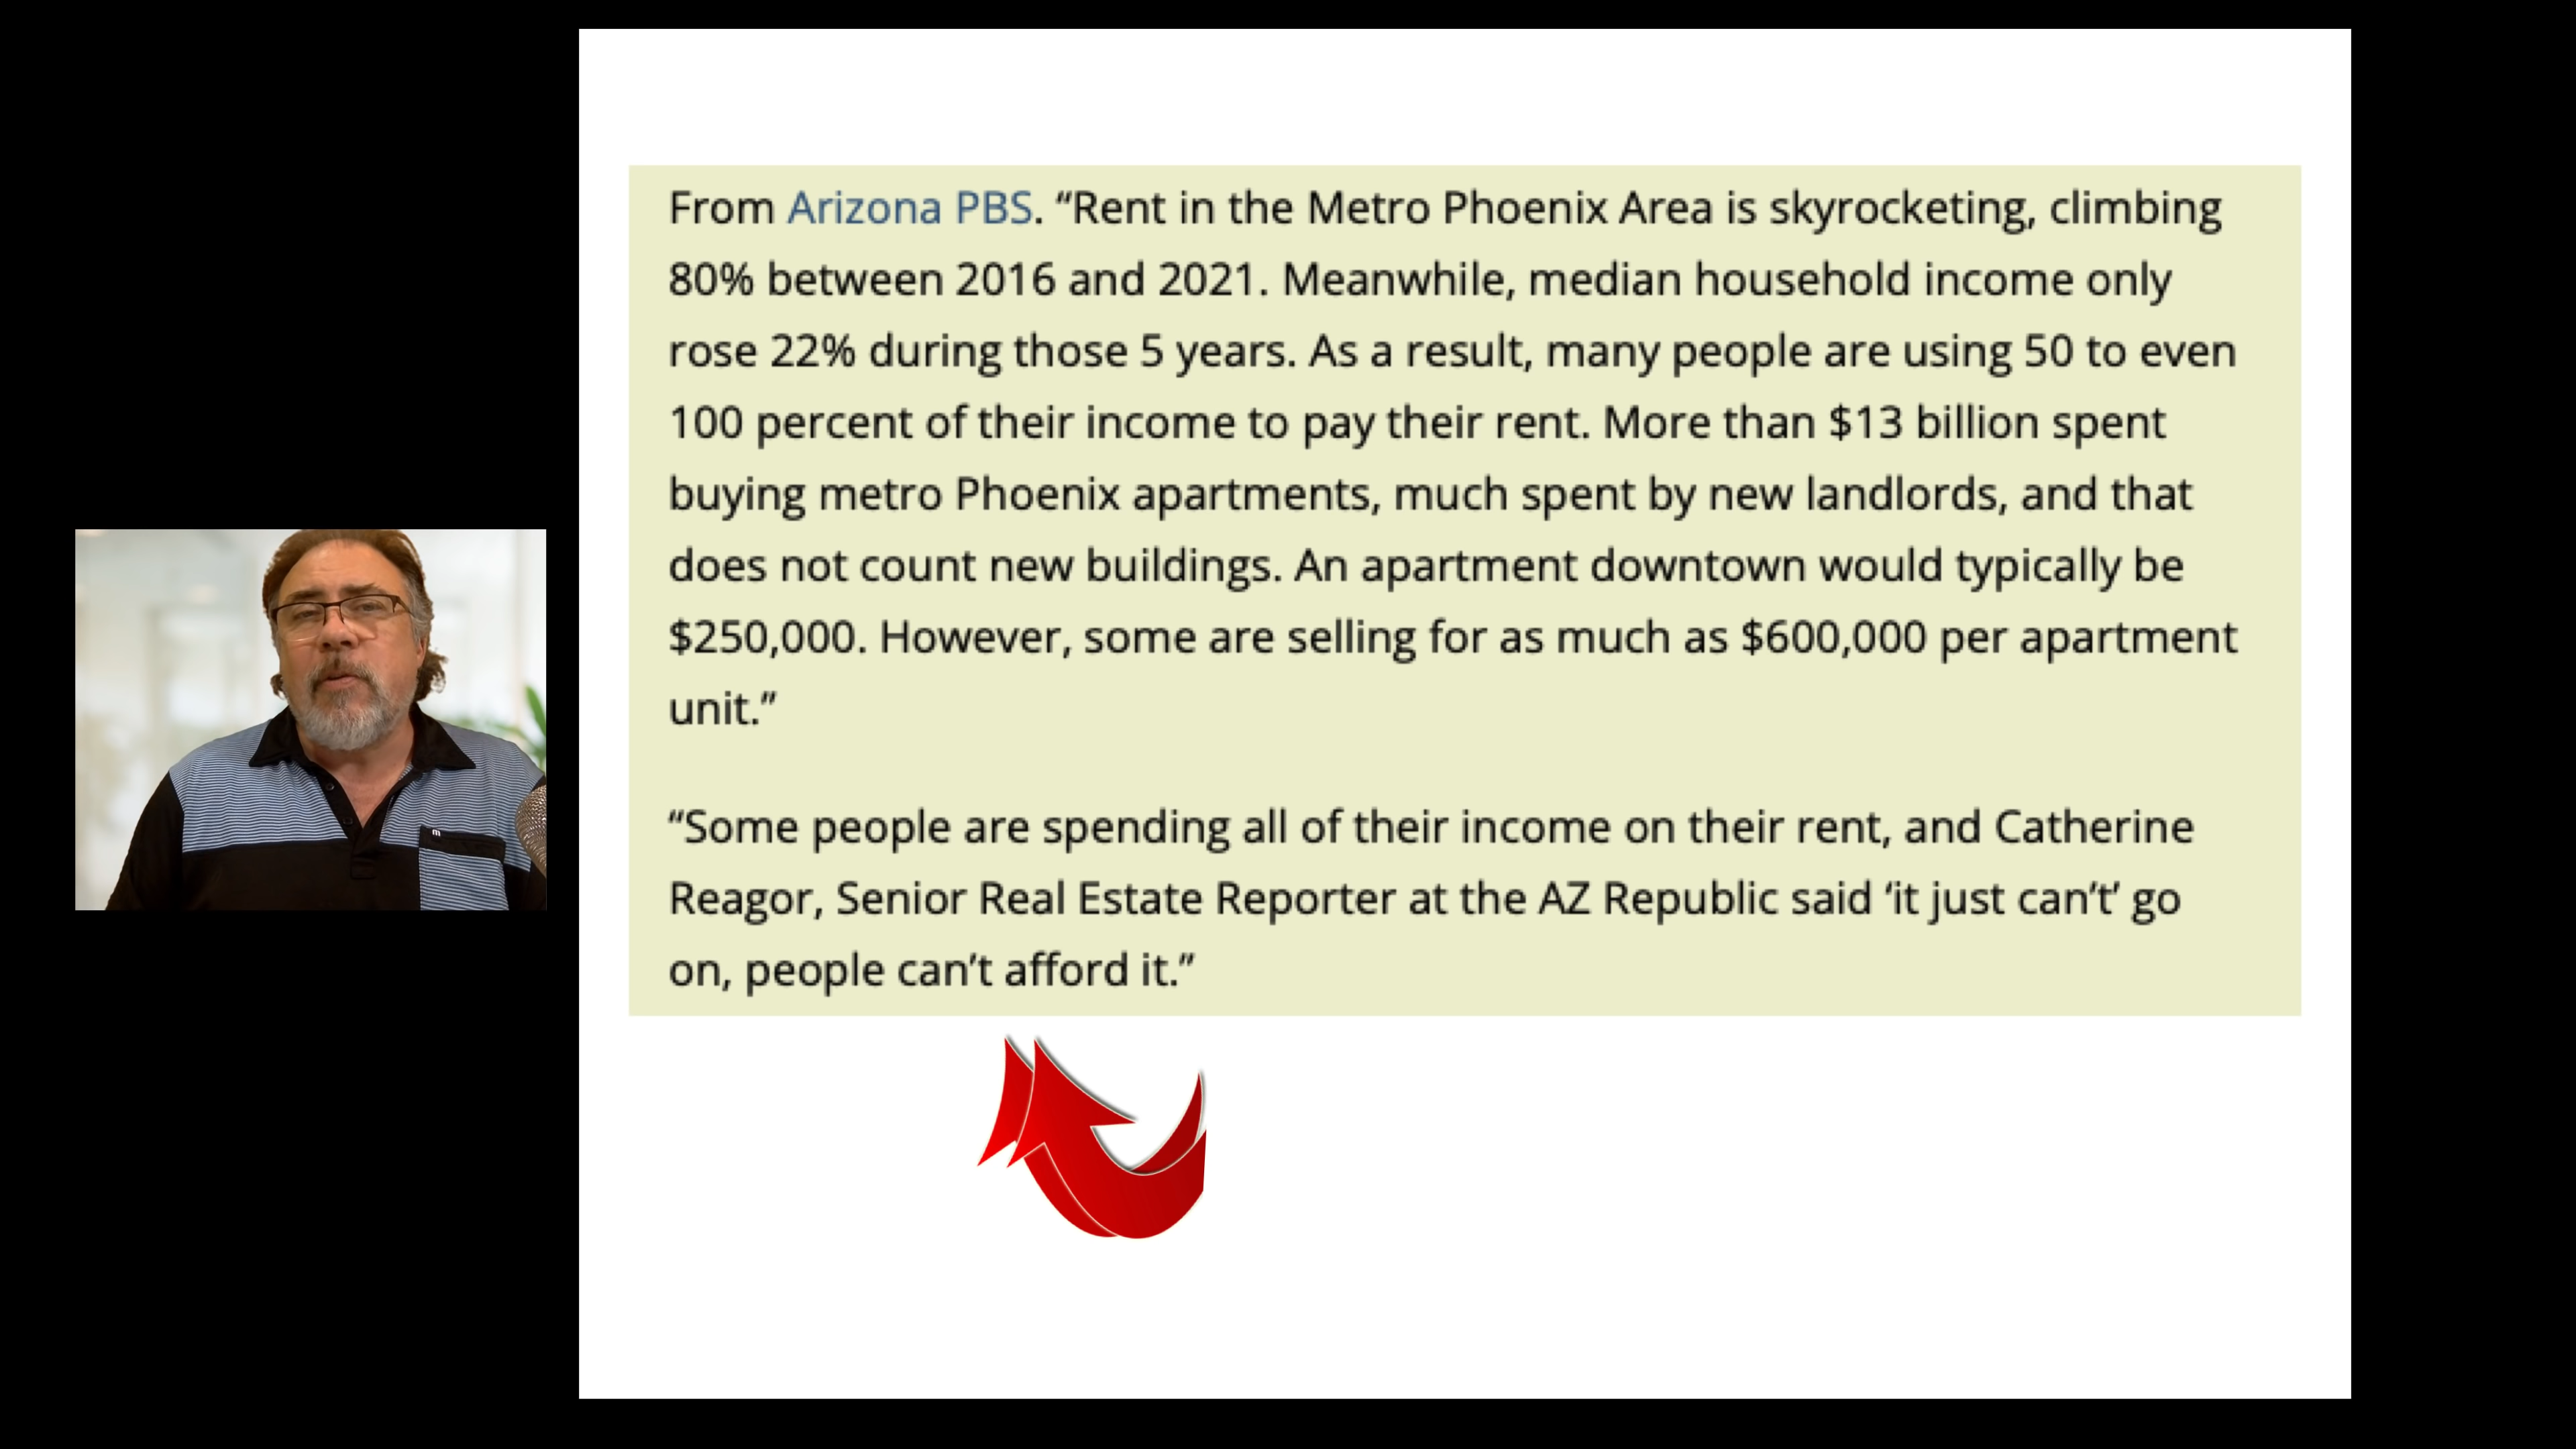 From Arizona PBS. “Rent in the Metro Phoenix Area is skyrocketing, climbing
80% between 2016 and 2021. Meanwhile, median household income only
rose 22% during those 5 years. As a result, many people are using 50 to even
100 percent of their income to pay their rent. More than $13 billion spent
buying metro Phoenix apartments, much spent by new landlords, and that
does not count new buildings. An apartment downtown would typically be
$250,000. However, some are selling for as much as $600,000 per apartment
unit.”
“Some people are spending all of their income on their rent, and Catherine
Reagor, Senior Real Estate Reporter at the AZ Republic said ‘it just can’t’ go
on, people can’t afford it.”
m